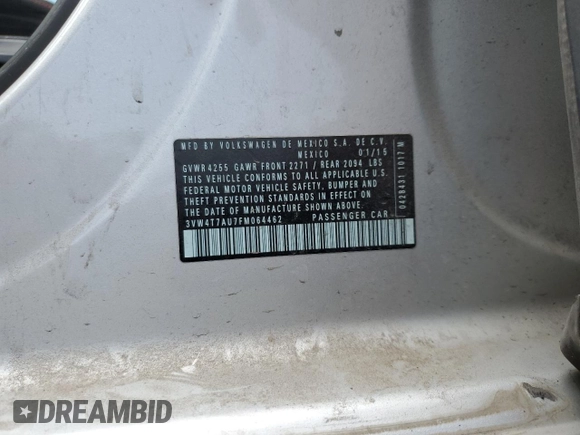 MFD BY VOLKSWAGEN DE MEXICO S.A. DE C.V.
MEXICO 01/15
GVWR 4255 GAWR FRONT 2271 / REAR 2094 LBS
THIS VEHICLE CONFORMS TO ALL APPLICABLE U.S.
FEDERAL MOTOR VEHICLE SAFETY, BUMPER AND
THEFT PREVENTION STANDARDS IN EFFECT ON
THE DATE OF MANUFACTURE SHOWN ABOVE.
3VW4T7AU7FM064462 PASSENGER CAR
0428431 1017 M
DREAMBID